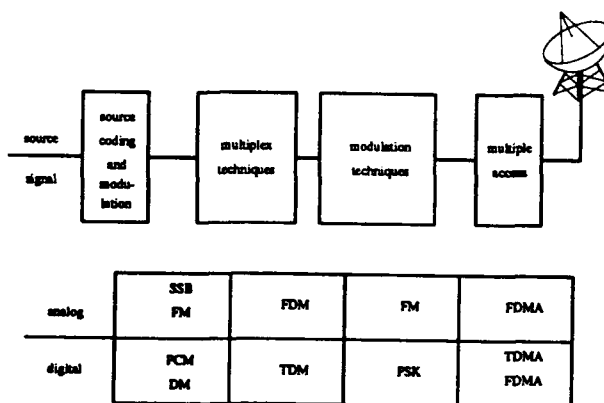 source
signal
source
coding
and
modu-
lation
multiplex
techniques
modulation
techniques
multiple
access
analog
SSB
FM
FDM
FM
FDMA
digital
PCM
DM
TDM
PSK
TDMA
FDMA